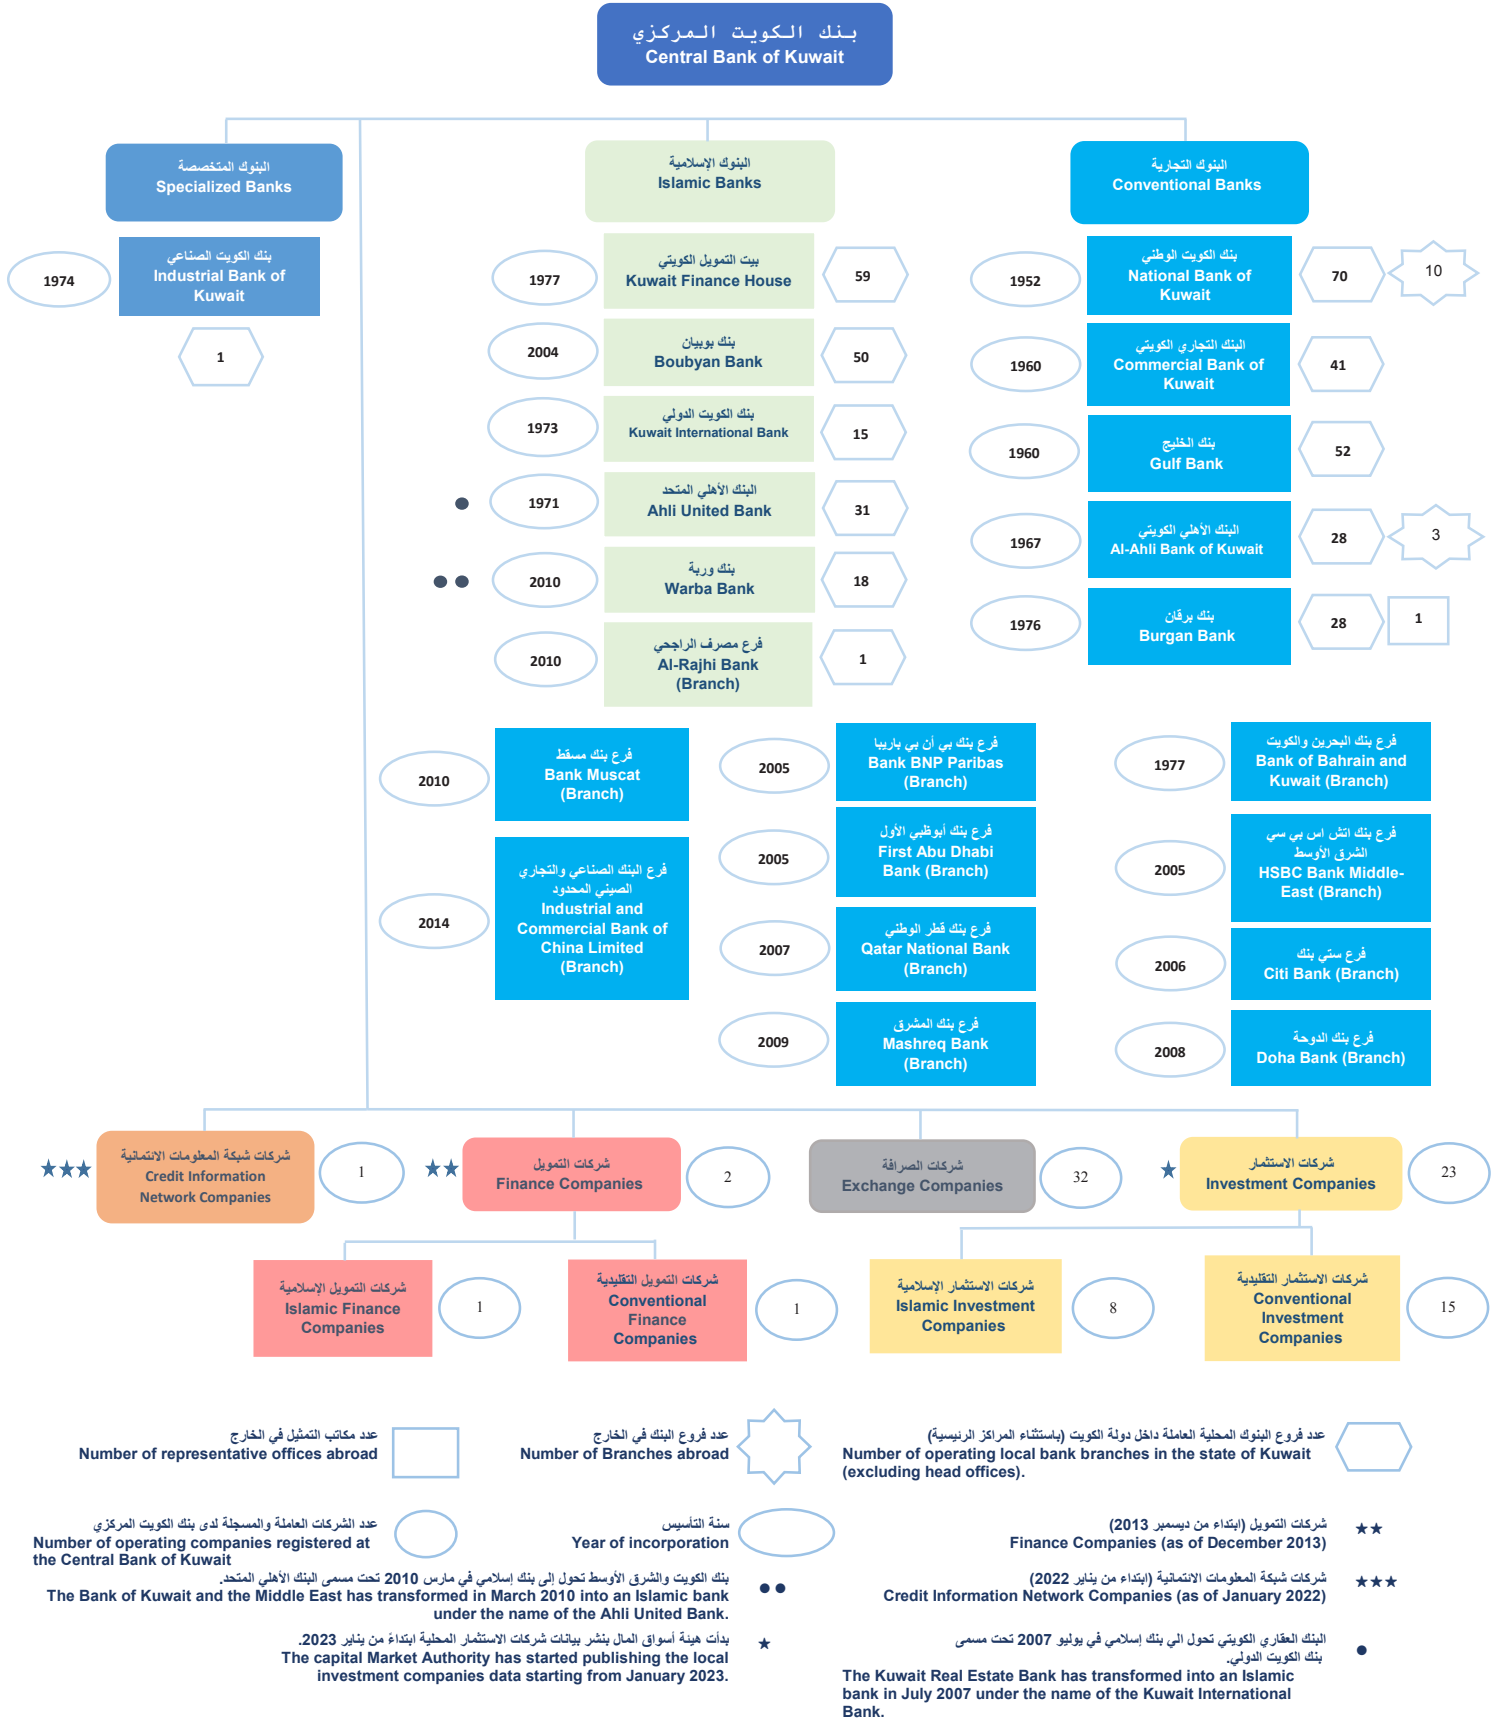 بنك الكويت المركزي
Central Bank of Kuwait
البنوك المتخصصة
Specialized Banks
البنوك الإسلامية
Islamic Banks
البنوك التجارية
Conventional Banks
1974
بنك الكويت الصناعي
Industrial Bank of
Kuwait
1
1977
بيت التمويل الكويتي
Kuwait Finance House
59
2004
بنك بوبيان
Boubyan Bank
50
1973
بنك الكويت الدولي
Kuwait International Bank
15
1971
البنك الأهلي المتحد
Ahli United Bank
31
2010
بنك وربة
Warba Bank
18
2010
فرع مصرف الراجحي
Al-Rajhi Bank
(Branch)
1
1952
بنك الكويت الوطني
National Bank of
Kuwait
70
10
1960
البنك التجاري الكويتي
Commercial Bank of
Kuwait
41
1960
بنك الخليج
Gulf Bank
52
1967
البنك الأهلي الكويتي
Al-Ahli Bank of Kuwait
28
3
1976
بنك برقان
Burgan Bank
28
1
2010
فرع بنك مسقط
Bank Muscat
(Branch)
2014
فرع البنك الصناعي والتجاري
الصيني المحدود
Industrial and
Commercial Bank of
China Limited
(Branch)
2005
فرع بنك بي أن بي باريبا
Bank BNP Paribas
(Branch)
2005
فرع بنك أبوظبي الأول
First Abu Dhabi
Bank (Branch)
2007
فرع بنك قطر الوطني
Qatar National Bank
(Branch)
2009
فرع بنك المشرق
Mashreq Bank
(Branch)
1977
فرع بنك البحرين والكويت
Bank of Bahrain and
Kuwait (Branch)
2005
فرع بنك اتش اس بي سي
الشرق الأوسط
HSBC Bank Middle-
East (Branch)
2006
فرع ستي بنك
Citi Bank (Branch)
2008
فرع بنك الدوحة
Doha Bank (Branch)
★★★
شركات شبكة المعلومات الائتمانية
Credit Information
Network Companies
1
★★
شركات التمويل
Finance Companies
2
شركات الصرافة
Exchange Companies
32
★
شركات الاستثمار
Investment Companies
23
شركات التمويل الإسلامية
Islamic Finance
Companies
1
شركات التمويل التقليدية
Conventional
Finance
Companies
1
شركات الاستثمار الإسلامية
Islamic Investment
Companies
8
شركات الاستثمار التقليدية
Conventional
Investment
Companies
15
عدد مكاتب التمثيل في الخارج
Number of representative offices abroad
عدد فروع البنك في الخارج
Number of Branches abroad
عدد فروع البنوك المحلية العاملة داخل دولة الكويت (باستثناء المراكز الرئيسية)
Number of operating local bank branches in the state of Kuwait
(excluding head offices).
عدد الشركات العاملة والمسجلة لدى بنك الكويت المركزي
Number of operating companies registered at
the Central Bank of Kuwait
سنة التأسيس
Year of incorporation
شركات التمويل (ابتداء من ديسمبر 2013)
Finance Companies (as of December 2013)
★★
بنك الكويت والشرق الأوسط تحول إلى بنك إسلامي في مارس 2010 تحت مسمى البنك الأهلي المتحد.
The Bank of Kuwait and the Middle East has transformed in March 2010 into an Islamic bank
under the name of the Ahli United Bank.
●●
شركات شبكة المعلومات الائتمانية (ابتداء من يناير 2022)
Credit Information Network Companies (as of January 2022)
★★★
بدأت هيئة أسواق المال بنشر بيانات شركات الاستثمار المحلية ابتداءً من يناير 2023.
The capital Market Authority has started publishing the local
investment companies data starting from January 2023.
★
البنك العقاري الكويتي تحول الي بنك إسلامي في يوليو 2007 تحت مسمى
بنك الكويت الدولي.
The Kuwait Real Estate Bank has transformed into an Islamic
bank in July 2007 under the name of the Kuwait International
Bank.
●